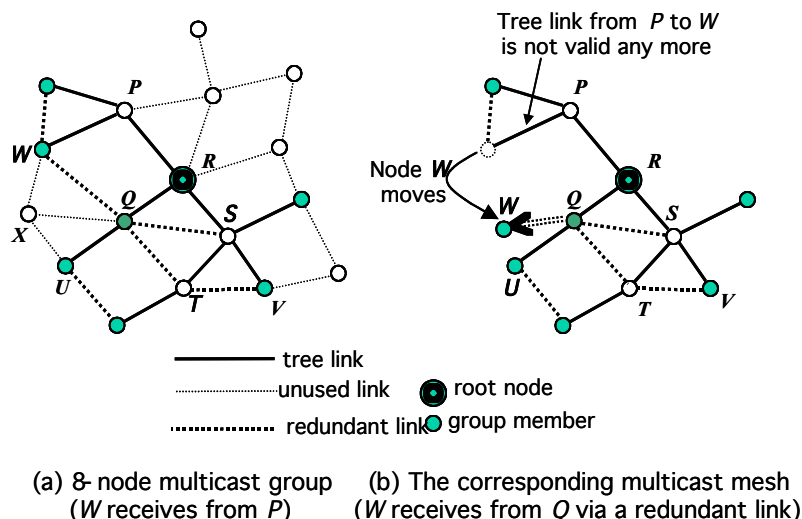 Tree link from P to W
is not valid any more
P
W
R
Q
S
X
U
T
V
P
Node W
moves
R
W
Q
S
U
T
V
tree link
unused link
root node
redundant link
group member
(a) 8-node multicast group
(W receives from P)
(b) The corresponding multicast mesh
(W receives from Q via a redundant link)